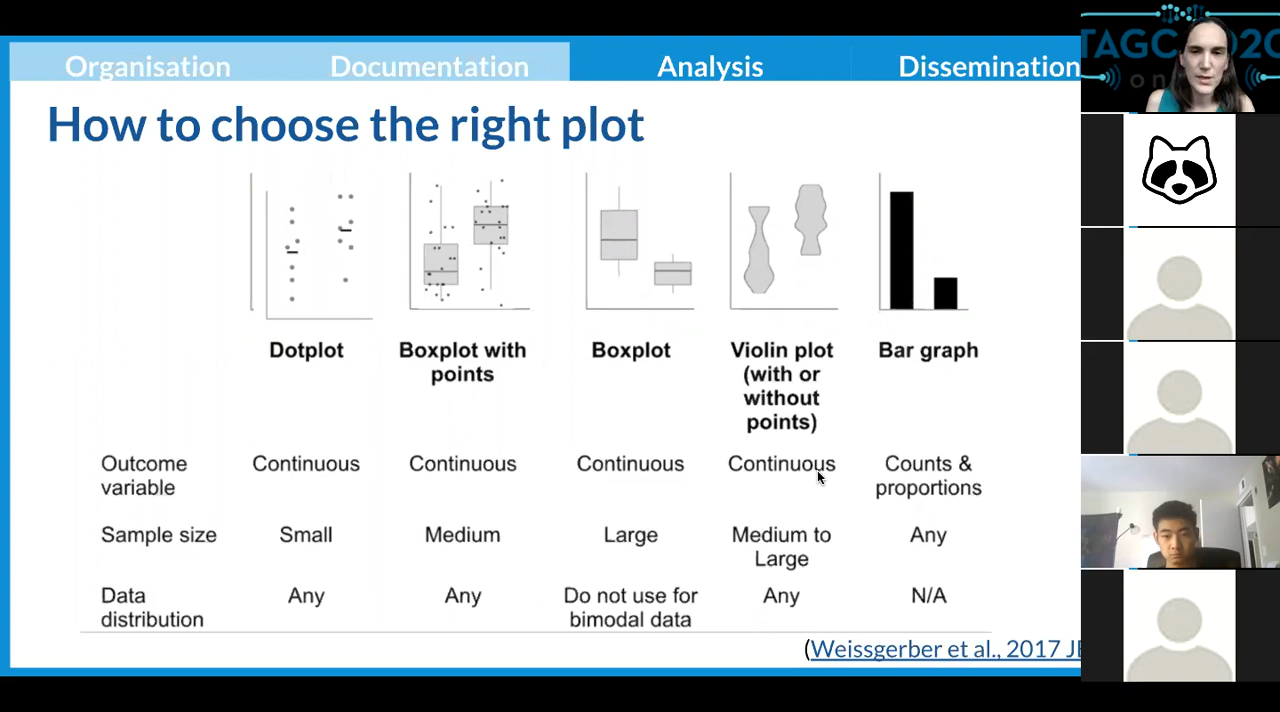 Organisation Documentation Analysis Dissemination
How to choose the right plot
Dotplot
Boxplot with
points
Boxplot
Violin plot
(with or
without
points)
Bar graph
Outcome
variable
Continuous
Continuous
Continuous
Continuous
Counts &
proportions
Sample size
Small
Medium
Large
Medium to
Large
Any
Data
distribution
Any
Any
Do not use for
bimodal data
Any
N/A
(Weissgerber et al., 2017